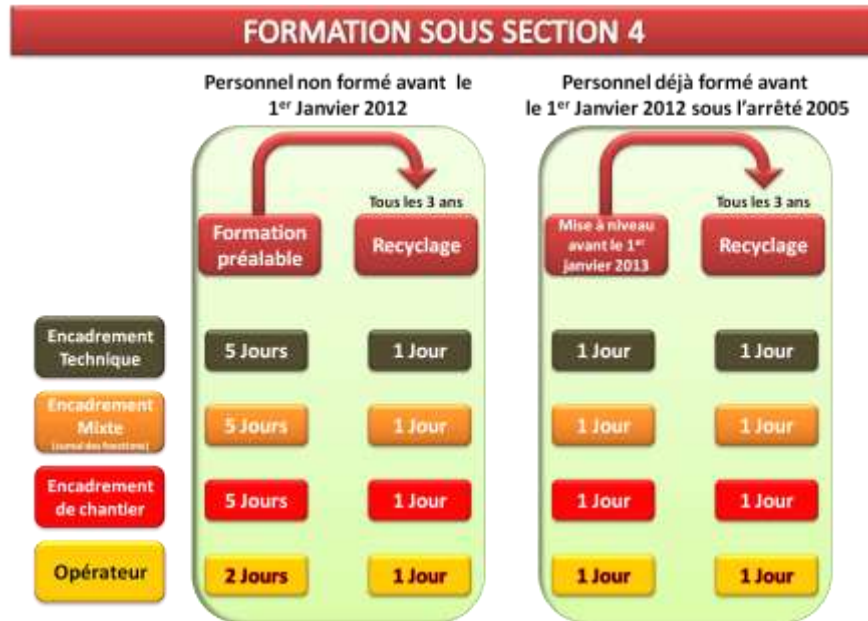 FORMATION SOUS SECTION 4
Personnel non formé avant le
1er Janvier 2012
Personnel déjà formé avant
le 1er Janvier 2012 sous l'arrêté 2005
Tous les 3 ans
Formation
préalable
Recyclage
Tous les 3 ans
Mise à niveau
avant le 1er
janvier 2013
Recyclage
Encadrement
Technique
5 Jours
1 Jour
1 Jour
1 Jour
Encadrement
Mixte
(cumul des fonctions)
5 Jours
1 Jour
1 Jour
1 Jour
Encadrement
de chantier
5 Jours
1 Jour
1 Jour
1 Jour
Opérateur
2 Jours
1 Jour
1 Jour
1 Jour